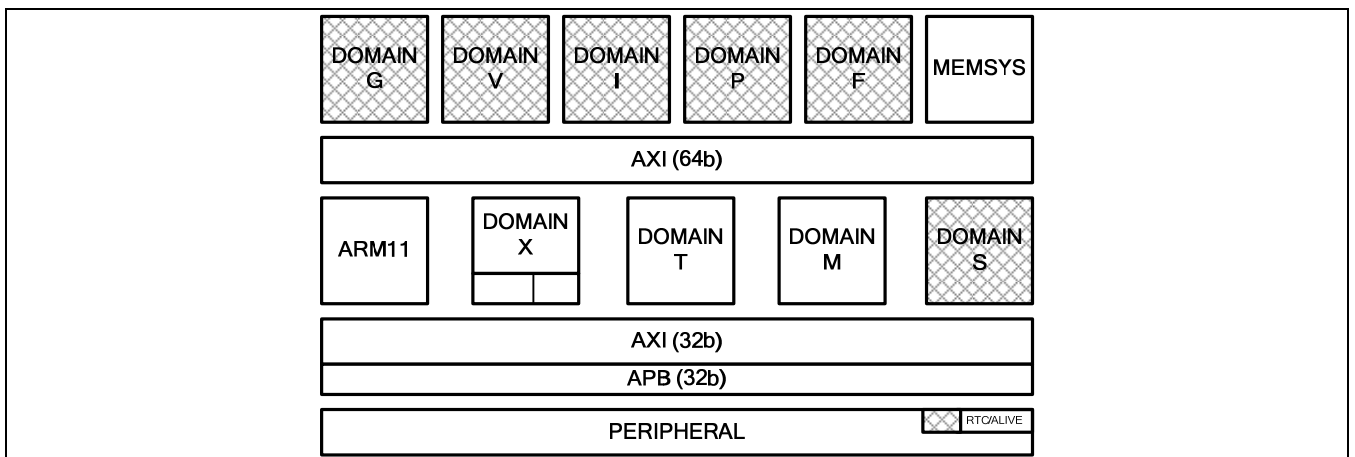 DOMAIN
G
DOMAIN
V
DOMAIN
I
DOMAIN
P
DOMAIN
F
MEMSYS
AXI (64b)
ARM11
DOMAIN
X
DOMAIN
T
DOMAIN
M
DOMAIN
S
AXI (32b)
APB (32b)
PERIPHERAL
RTC/ALIVE